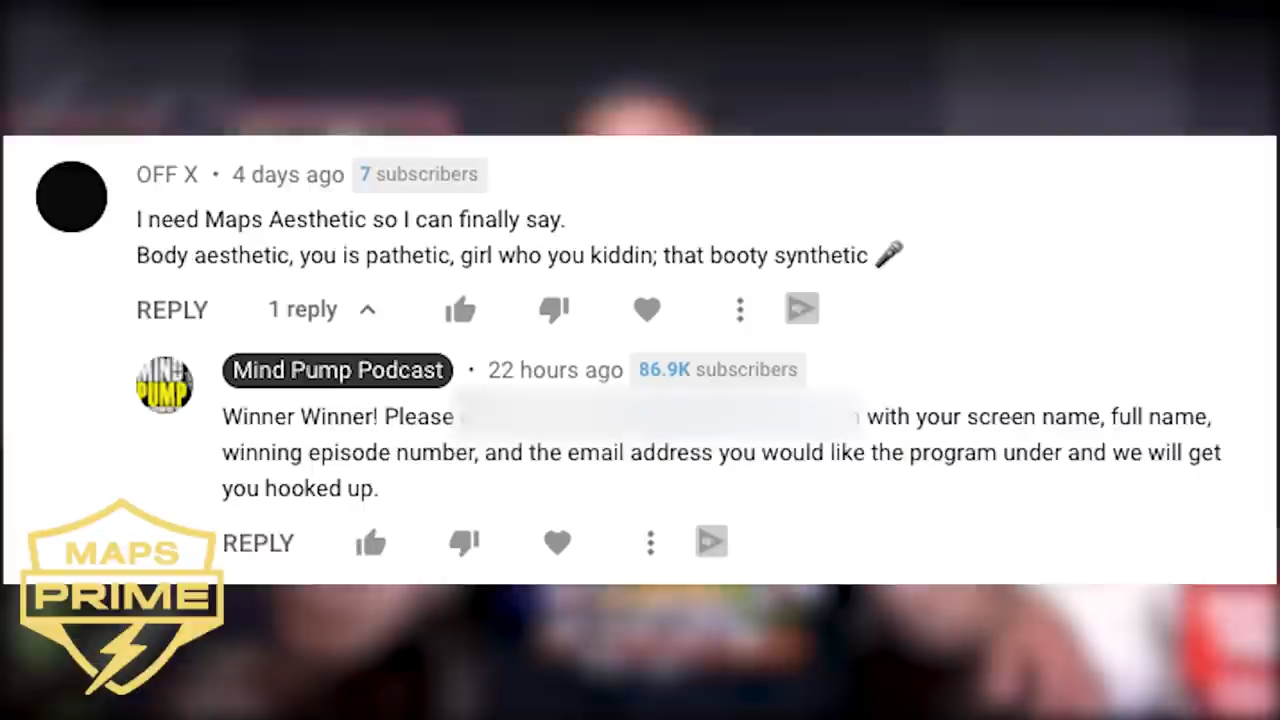 OFF X • 4 days ago 7 subscribers
I need Maps Aesthetic so I can finally say.
Body aesthetic, you is pathetic, girl who you kiddin; that booty synthetic 🎤
REPLY 1 reply
Mind Pump Podcast • 22 hours ago 86.9K subscribers
MIND
PUMP
Winner Winner! Please with your screen name, full name,
winning episode number, and the email address you would like the program under and we will get
you hooked up.
REPLY
MAPS
PRIME